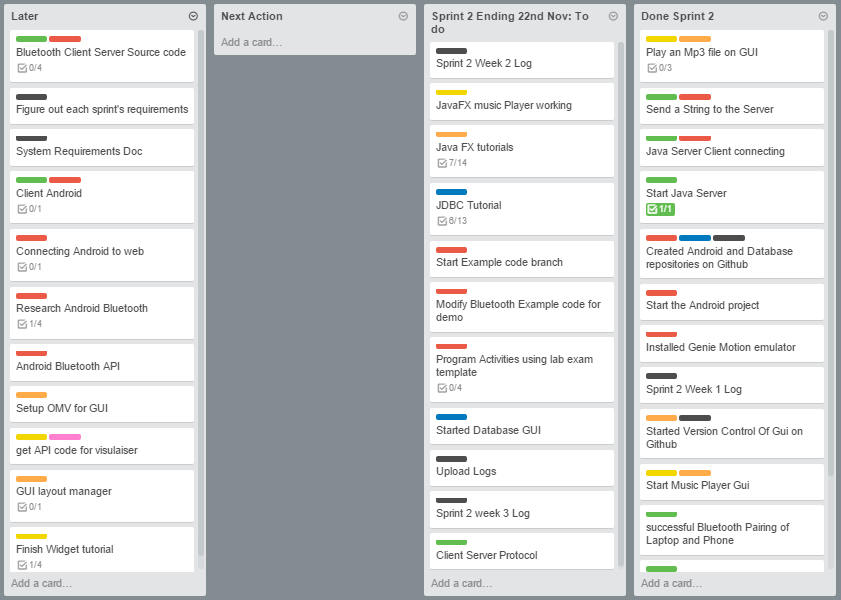 Later
Bluetooth Client Server Source code
0/4
Figure out each sprint's requirements
System Requirements Doc
Client Android
0/1
Connecting Android to web
0/1
Research Android Bluetooth
1/4
Android Bluetooth API
Setup OMV for GUI
get API code for visulaiser
GUI layout manager
0/1
Finish Widget tutorial
1/4
Add a card...
Next Action
Add a card...
Sprint 2 Ending 22nd Nov: To
do
Sprint 2 Week 2 Log
JavaFX music Player working
Java FX tutorials
7/14
JDBC Tutorial
6/13
Start Example code branch
Modify Bluetooth Example code for
demo
Program Activities using lab exam
template
0/4
Started Database GUI
Upload Logs
Sprint 2 week 3 Log
Client Server Protocol
Add a card...
Done Sprint 2
Play an Mp3 file on GUI
0/3
Send a String to the Server
Java Server Client connecting
Start Java Server
1/1
Created Android and Database
repositories on Github
Start the Android project
Installed Genie Motion emulator
Sprint 2 Week 1 Log
Started Version Control Of Gui on
Github
Start Music Player Gui
successful Bluetooth Pairing of
Laptop and Phone
Add a card...